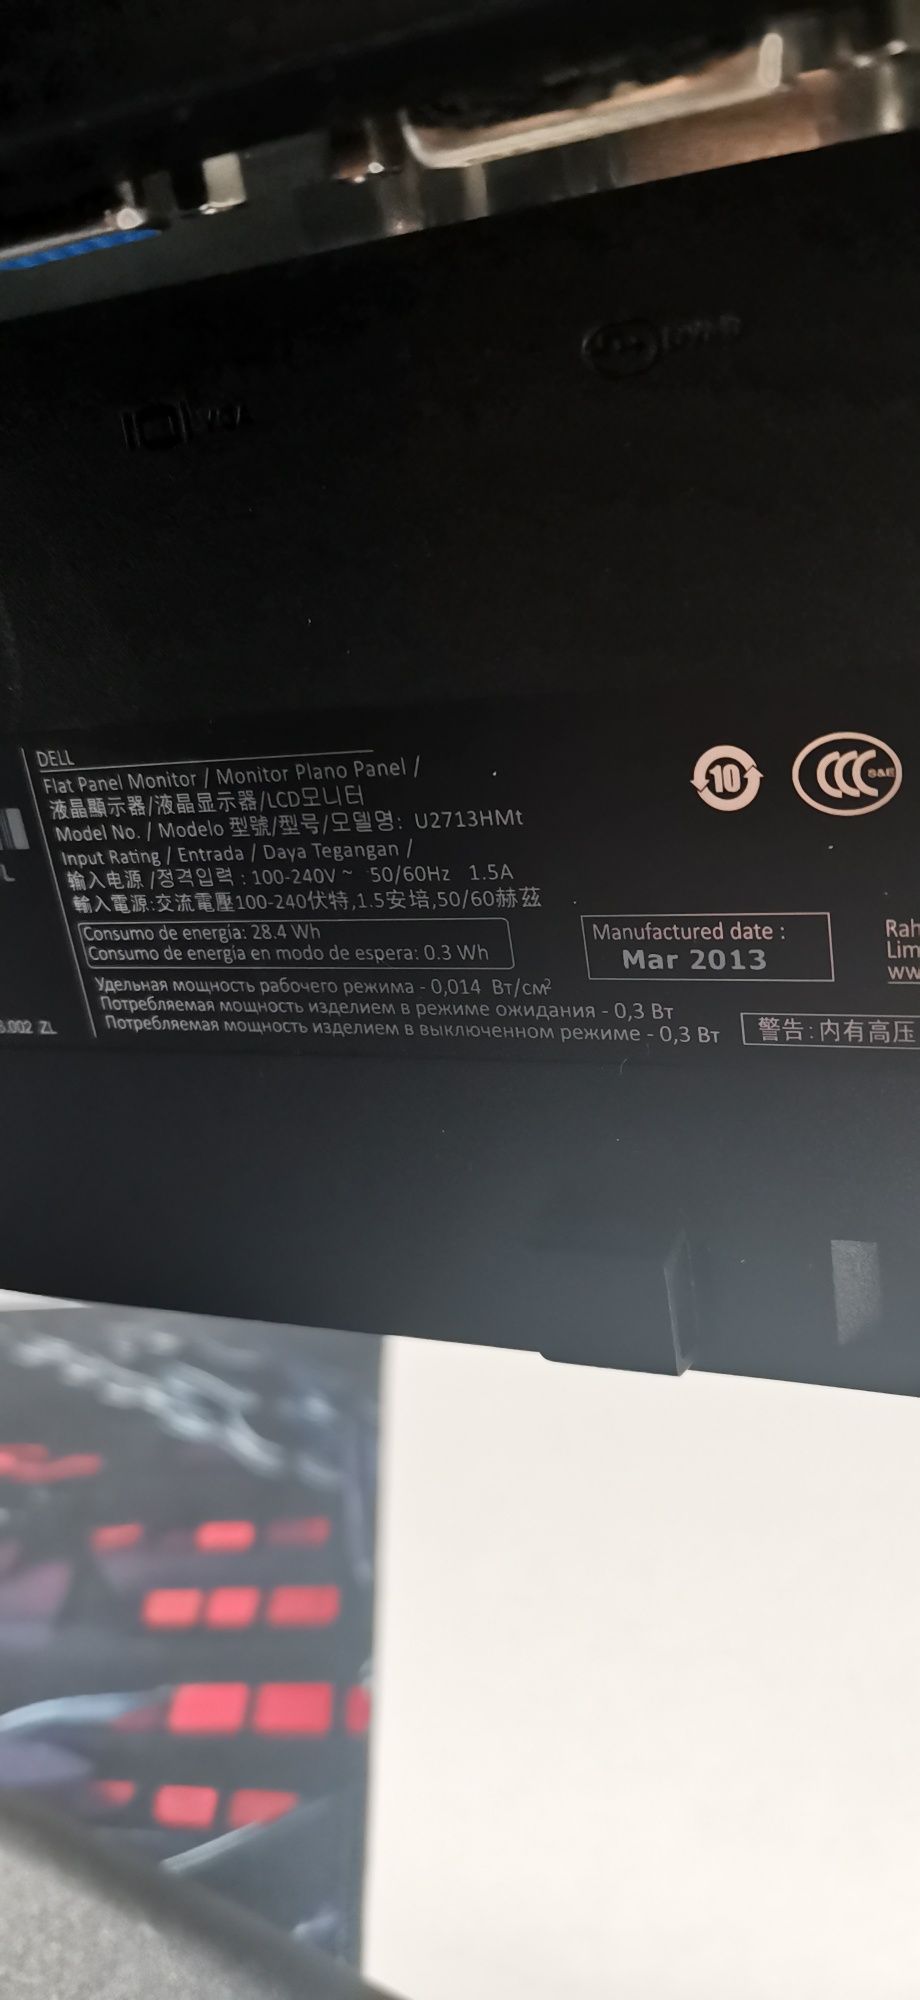 VGA
DELL
Flat Panel Monitor / Monitor Plano Panel /
液晶顯示器/液晶显示器/LCD모니터
Model No. / Modelo 型號/型号/모델명: U2713HMt
Input Rating / Entrada / Daya Tegangan /
输入电源 /정격입력 : 100-240V ~ 50/60Hz 1.5A
輸入電源:交流電壓100-240伏特,1.5安培,50/60赫茲
Consumo de energía: 28.4 Wh
Consumo de energía en modo de espera: 0.3 Wh
Удельная мощность рабочего режима - 0,014 Вт/см²
Потребляемая мощность изделием в режиме ожидания - 0,3 Вт
Потребляемая мощность изделием в выключенном режиме - 0,3 Вт
10
CCC S&E
Manufactured date :
Mar 2013
Rah
Lim
ww
警告:内有高压
.002 ZL